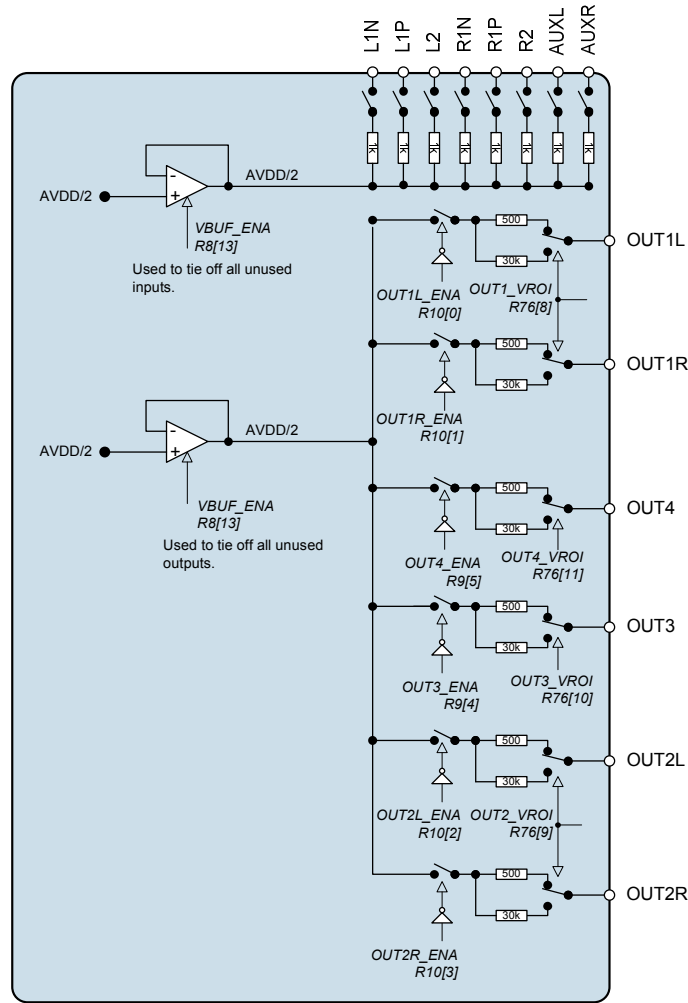 L1N
L1P
L2
R1N
R1P
R2
AUXL
AUXR
1k
1k
1k
1k
1k
1k
1k
1k
AVDD/2
-
+
AVDD/2
VBUF_ENA
R8[13]
Used to tie off all unused
inputs.
500
30k
OUT1L
OUT1L_ENA
R10[0]
OUT1_VROI
R76[8]
500
30k
OUT1R
OUT1R_ENA
R10[1]
AVDD/2
-
+
AVDD/2
VBUF_ENA
R8[13]
Used to tie off all unused
outputs.
500
30k
OUT4
OUT4_ENA
R9[5]
OUT4_VROI
R76[11]
500
30k
OUT3
OUT3_ENA
R9[4]
OUT3_VROI
R76[10]
500
30k
OUT2L
OUT2L_ENA
R10[2]
OUT2_VROI
R76[9]
500
30k
OUT2R
OUT2R_ENA
R10[3]